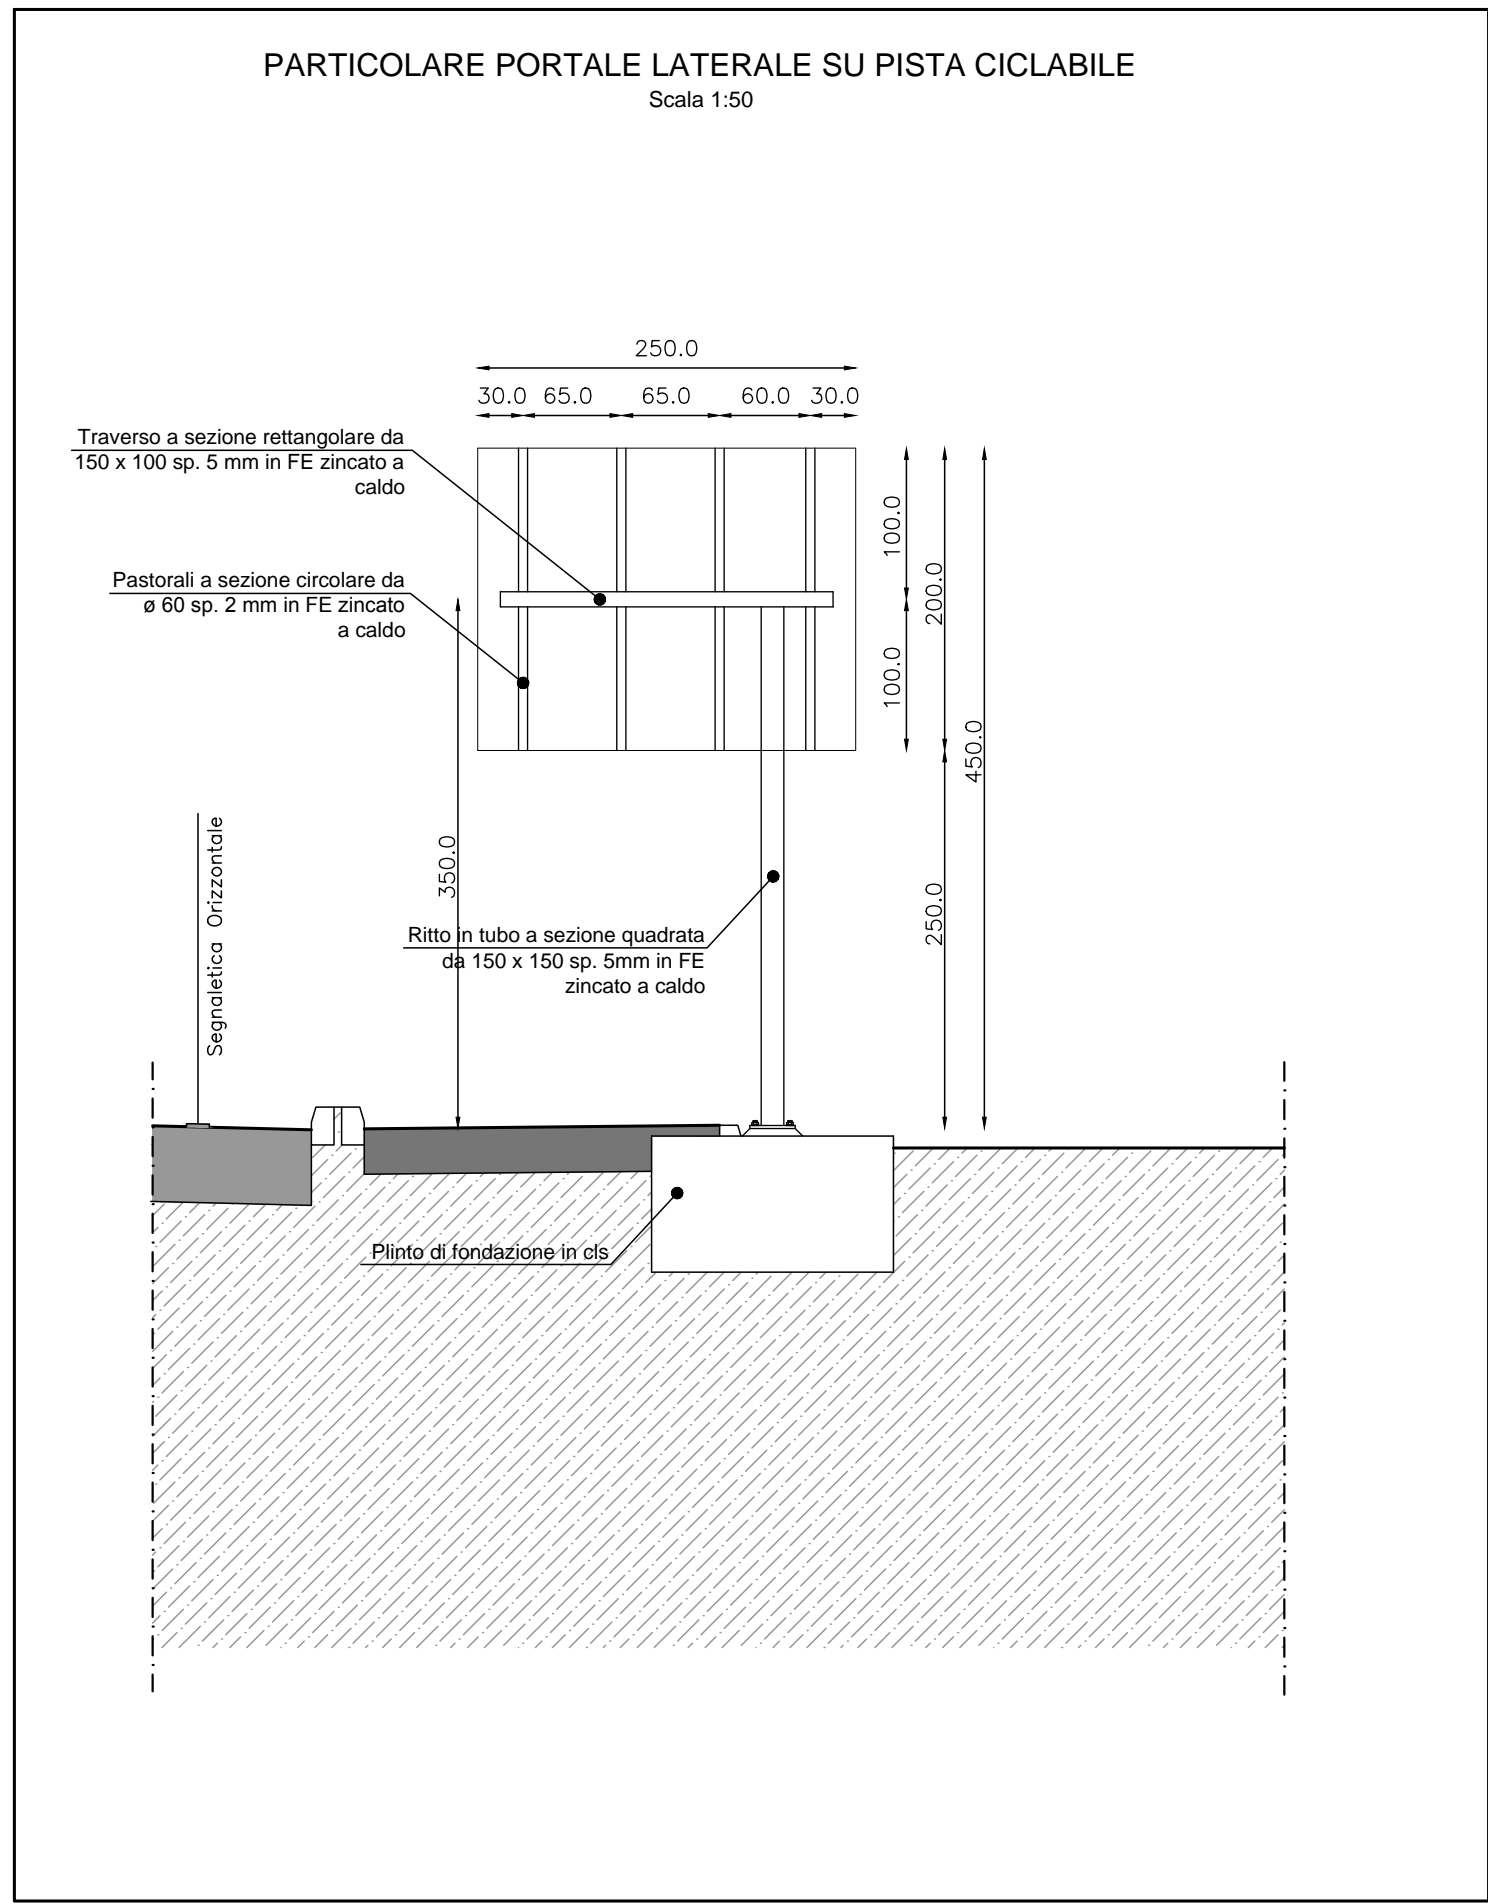 PARTICOLARE PORTALE LATERALE SU PISTA CICLABILE
Scala 1:50
250.0
30.0 65.0 65.0 60.0 30.0
Traverso a sezione rettangolare da
150 x 100 sp. 5 mm in FE zincato a
caldo
Pastorali a sezione circolare da
ø 60 sp. 2 mm in FE zincato
a caldo
100.0
200.0
100.0
450.0
350.0
250.0
Segnaletica Orizzontale
Ritto in tubo a sezione quadrata
da 150 x 150 sp. 5mm in FE
zincato a caldo
Plinto di fondazione in cls